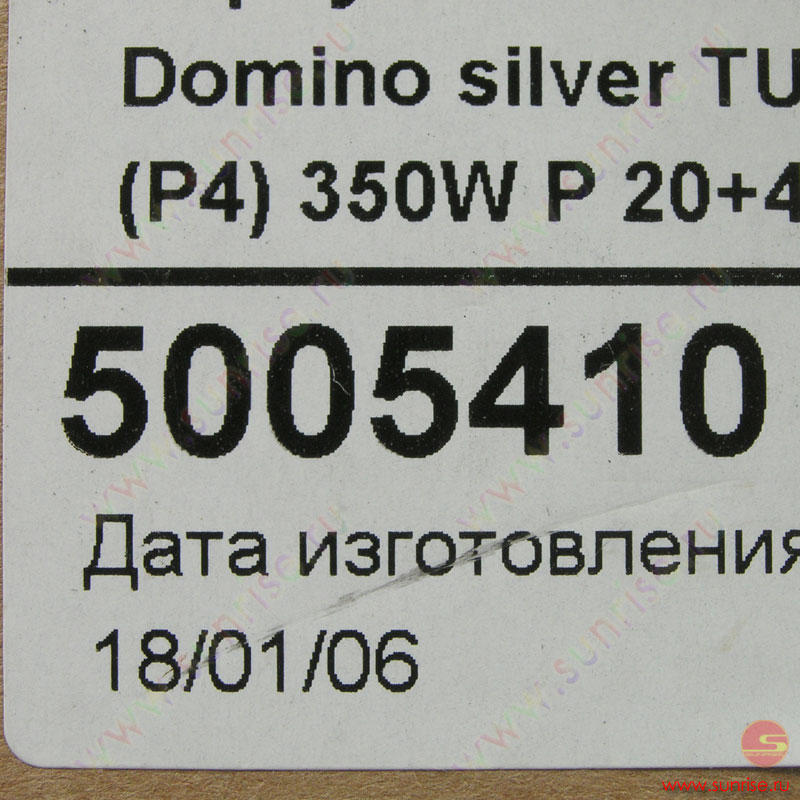 Domino silver TU
(P4) 350W P 20+4
5005410
Дата изготовления
18/01/06
S
www.sunrise.ru